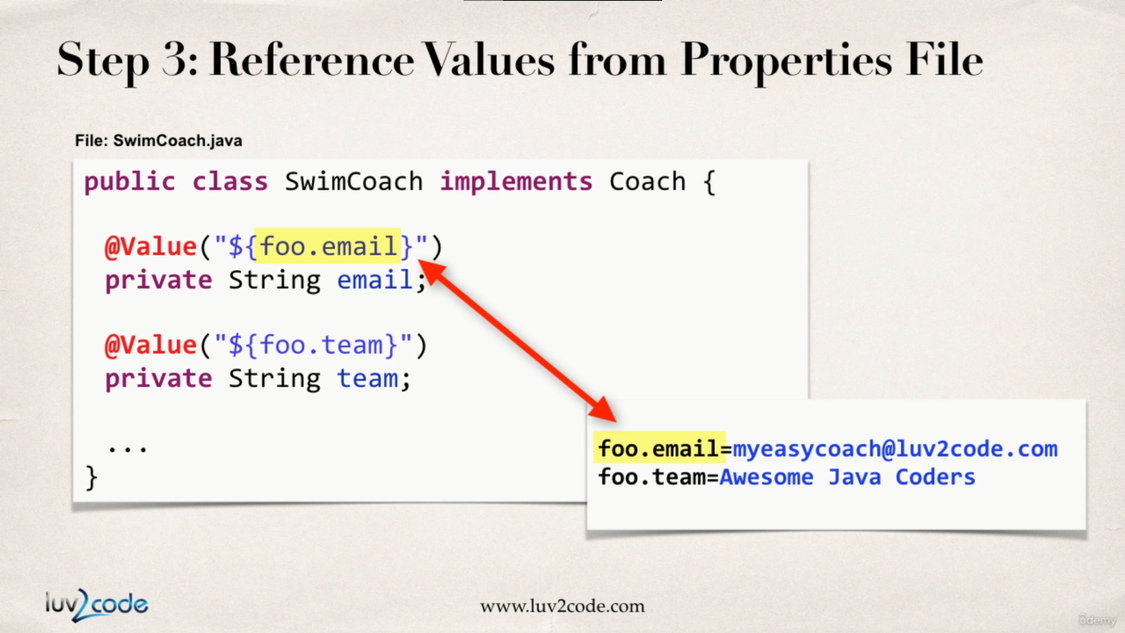 Step 3: Reference Values from Properties File
File: SwimCoach.java
public class SwimCoach implements Coach {
@Value("${foo.email}")
private String email;
@Value("${foo.team}")
private String team;
...
}
foo.email=myeasycoach@luv2code.com
foo.team=Awesome Java Coders
luv2code
www.luv2code.com
ûdemy